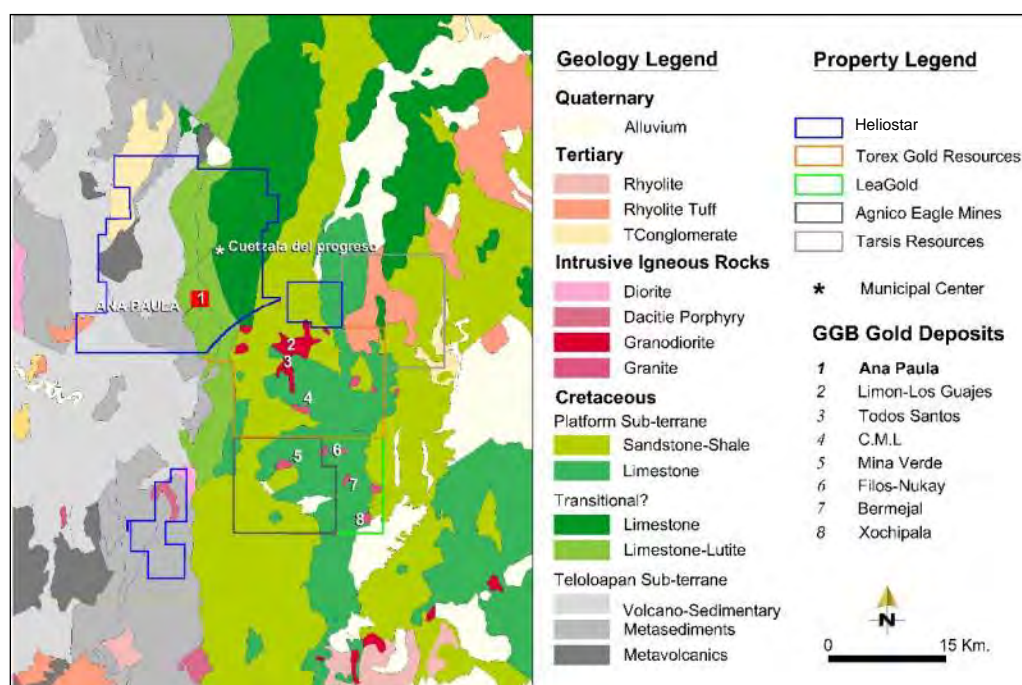 Cuetzala del progreso
*
ANA PAULA
1
2
3
4
5
6
7
8
Geology Legend
Quaternary
Alluvium
Tertiary
Rhyolite
Rhyolite Tuff
TConglomerate
Intrusive Igneous Rocks
Diorite
Dacitie Porphyry
Granodiorite
Granite
Cretaceous
Platform Sub-terrane
Sandstone-Shale
Limestone
Transitional?
Limestone
Limestone-Lutite
Teloloapan Sub-terrane
Volcano-Sedimentary
Metasediments
Metavolcanics
Property Legend
Heliostar
Torex Gold Resources
LeaGold
Agnico Eagle Mines
Tarsis Resources
* Municipal Center
GGB Gold Deposits
1 Ana Paula
2 Limon-Los Guajes
3 Todos Santos
4 C.M.L
5 Mina Verde
6 Filos-Nukay
7 Bermejal
8 Xochipala
N
0 15 Km.